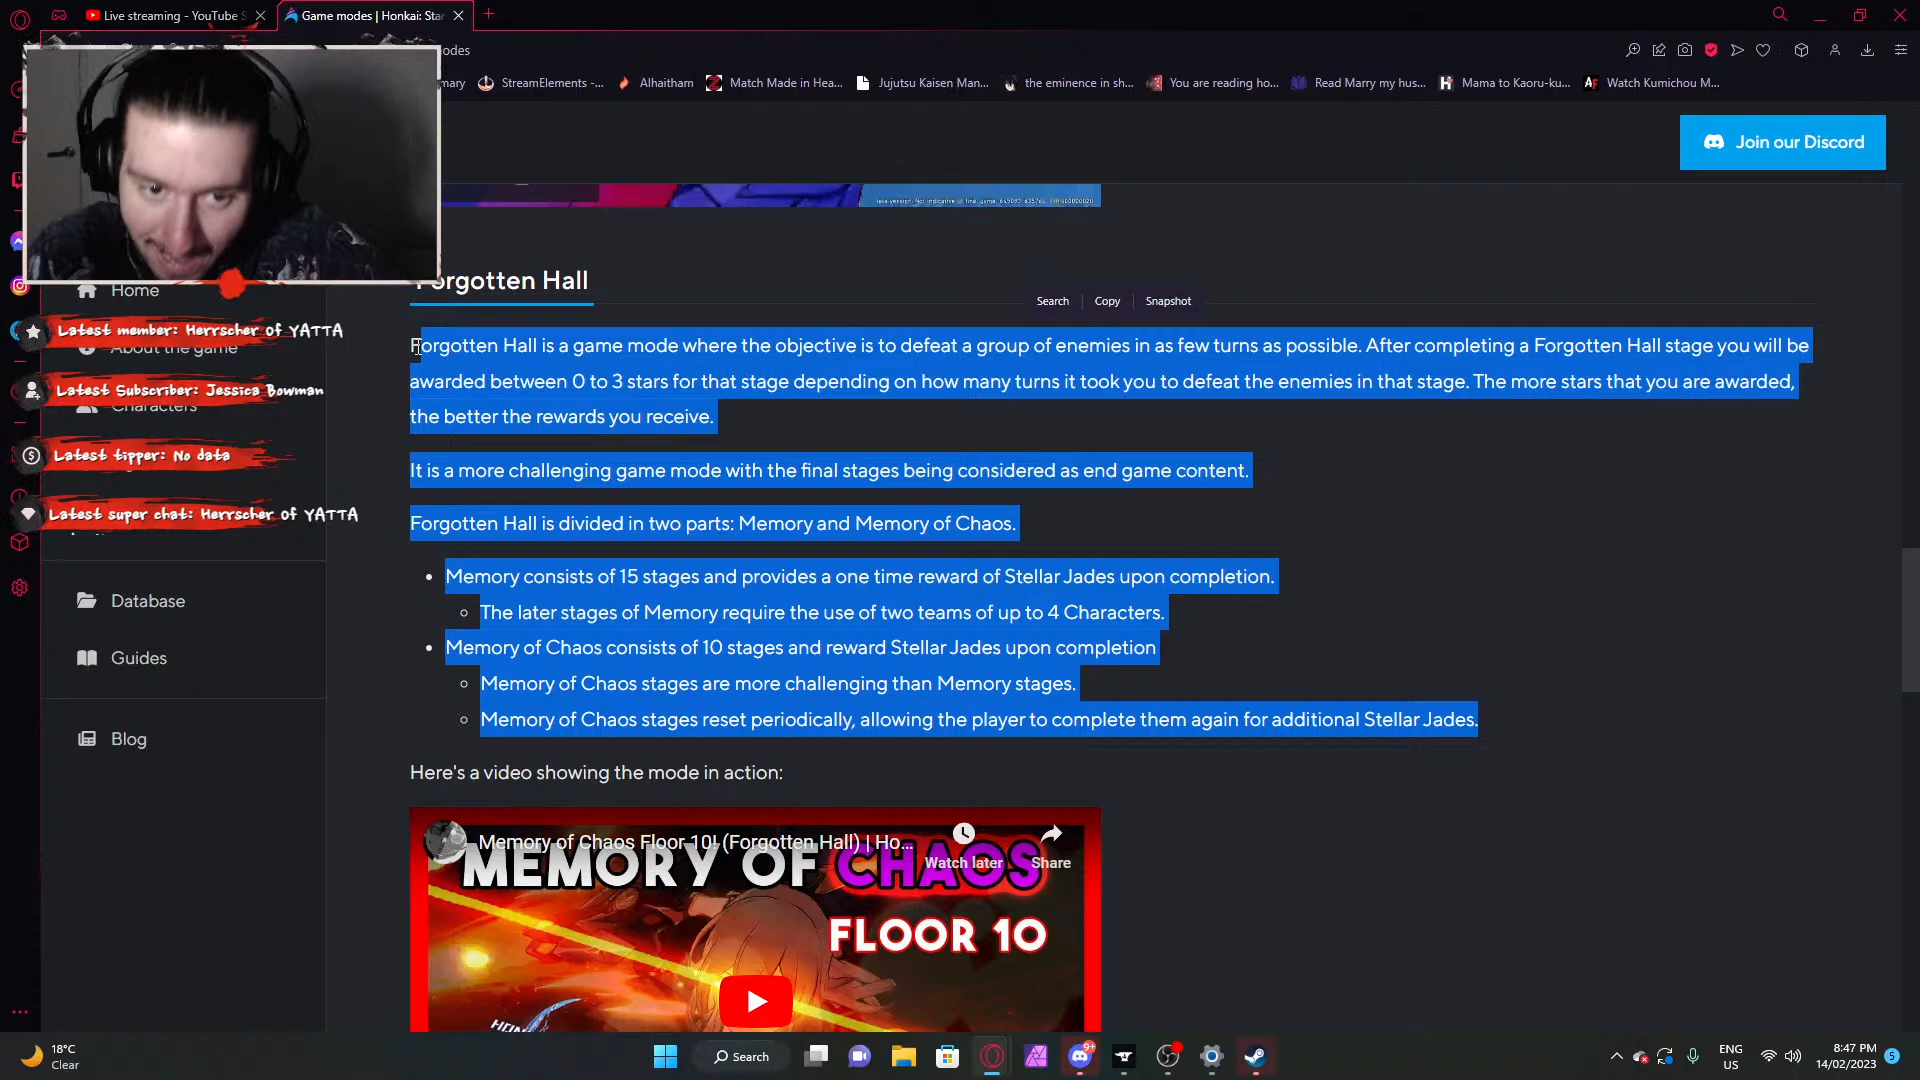 Live streaming - YouTube S
Game modes | Honkai: Star
odes
mary
StreamElements -...
Alhaitham
Match Made in Hea...
Jujutsu Kaisen Man...
the eminence in sh...
You are reading ho...
Read Marry my hus...
Mama to Kaoru-ku...
Watch Kumichou M...
Join our Discord
Forgotten Hall
Search
Copy
Snapshot
Home
Latest member: Herrscher of YATTA
About the game
Latest Subscriber: Jessica Bowman
Characters
Latest tipper: No data
Latest super chat: Herrscher of YATTA
Database
Guides
Blog
Forgotten Hall is a game mode where the objective is to defeat a group of enemies in as few turns as possible. After completing a Forgotten Hall stage you will be
awarded between 0 to 3 stars for that stage depending on how many turns it took you to defeat the enemies in that stage. The more stars that you are awarded,
the better the rewards you receive.
It is a more challenging game mode with the final stages being considered as end game content.
Forgotten Hall is divided in two parts: Memory and Memory of Chaos.
Memory consists of 15 stages and provides a one time reward of Stellar Jades upon completion.
The later stages of Memory require the use of two teams of up to 4 Characters.
Memory of Chaos consists of 10 stages and reward Stellar Jades upon completion
Memory of Chaos stages are more challenging than Memory stages.
Memory of Chaos stages reset periodically, allowing the player to complete them again for additional Stellar Jades.
Here's a video showing the mode in action:
Memory of Chaos Floor 10! (Forgotten Hall) | Ho...
Watch later
Share
MEMORY OF CHAOS
FLOOR 10
18°C
Clear
Search
9+
ENG
US
8:47 PM
14/02/2023
5